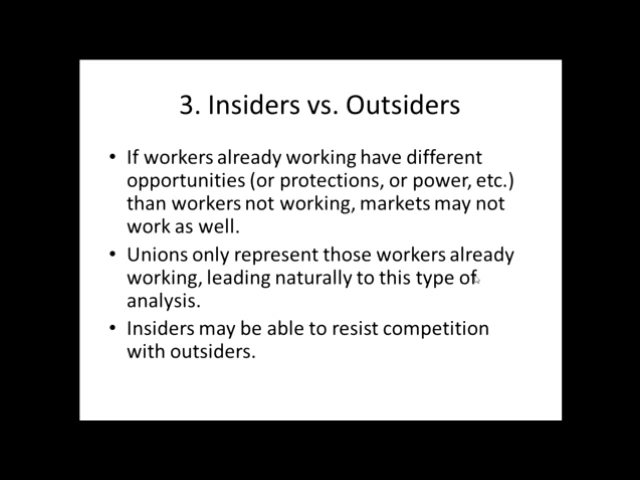 3. Insiders vs. Outsiders
• If workers already working have different
opportunities (or protections, or power, etc.)
than workers not working, markets may not
work as well.
• Unions only represent those workers already
working, leading naturally to this type of
analysis.
• Insiders may be able to resist competition
with outsiders.